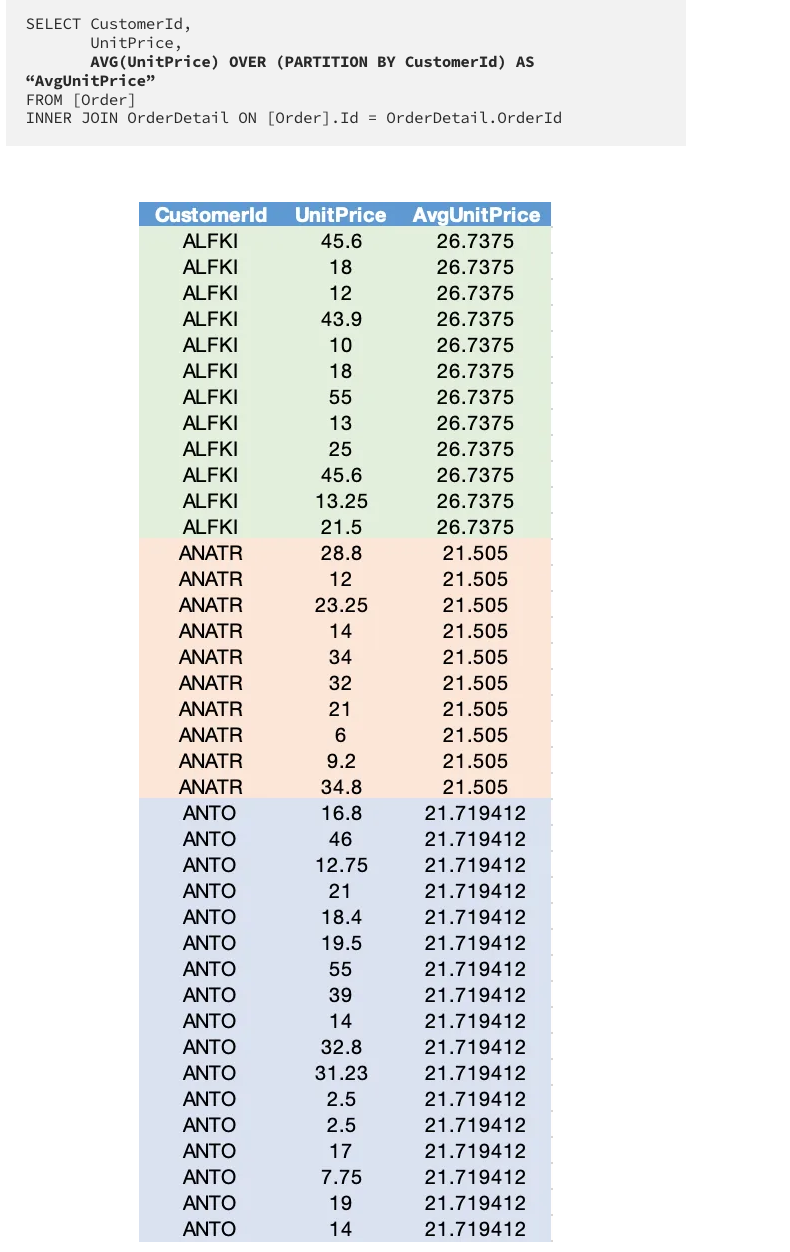 SELECT CustomerId,
UnitPrice,
AVG(UnitPrice) OVER (PARTITION BY CustomerId) AS
“AvgUnitPrice”
FROM [Order]
INNER JOIN OrderDetail ON [Order].Id = OrderDetail.OrderId
CustomerId UnitPrice AvgUnitPrice
ALFKI 45.6 26.7375
ALFKI 18 26.7375
ALFKI 12 26.7375
ALFKI 43.9 26.7375
ALFKI 10 26.7375
ALFKI 18 26.7375
ALFKI 55 26.7375
ALFKI 13 26.7375
ALFKI 25 26.7375
ALFKI 45.6 26.7375
ALFKI 13.25 26.7375
ALFKI 21.5 26.7375
ANATR 28.8 21.505
ANATR 12 21.505
ANATR 23.25 21.505
ANATR 14 21.505
ANATR 34 21.505
ANATR 32 21.505
ANATR 21 21.505
ANATR 6 21.505
ANATR 9.2 21.505
ANATR 34.8 21.505
ANTO 16.8 21.719412
ANTO 46 21.719412
ANTO 12.75 21.719412
ANTO 21 21.719412
ANTO 18.4 21.719412
ANTO 19.5 21.719412
ANTO 55 21.719412
ANTO 39 21.719412
ANTO 14 21.719412
ANTO 32.8 21.719412
ANTO 31.23 21.719412
ANTO 2.5 21.719412
ANTO 2.5 21.719412
ANTO 17 21.719412
ANTO 7.75 21.719412
ANTO 19 21.719412
ANTO 14 21.719412